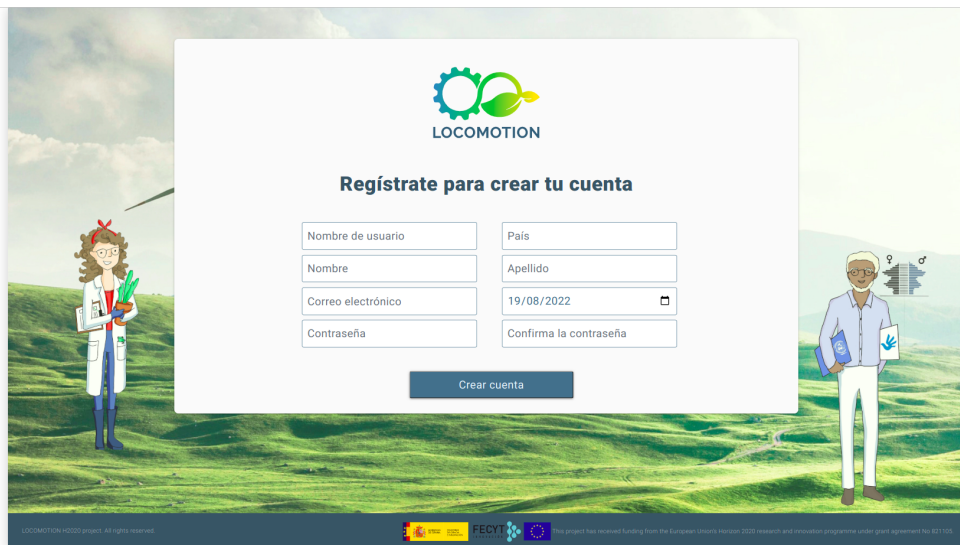 LOCOMOTION
Regístrate para crear tu cuenta
Nombre de usuario
País
Nombre
Apellido
Correo electrónico
19/08/2022
Contraseña
Confirma la contraseña
Crear cuenta
LOCOMOTION H2020 project. All rights reserved.
FECYT
This project has received funding from the European Union's Horizon 2020 research and innovation programme under grant agreement No 821105